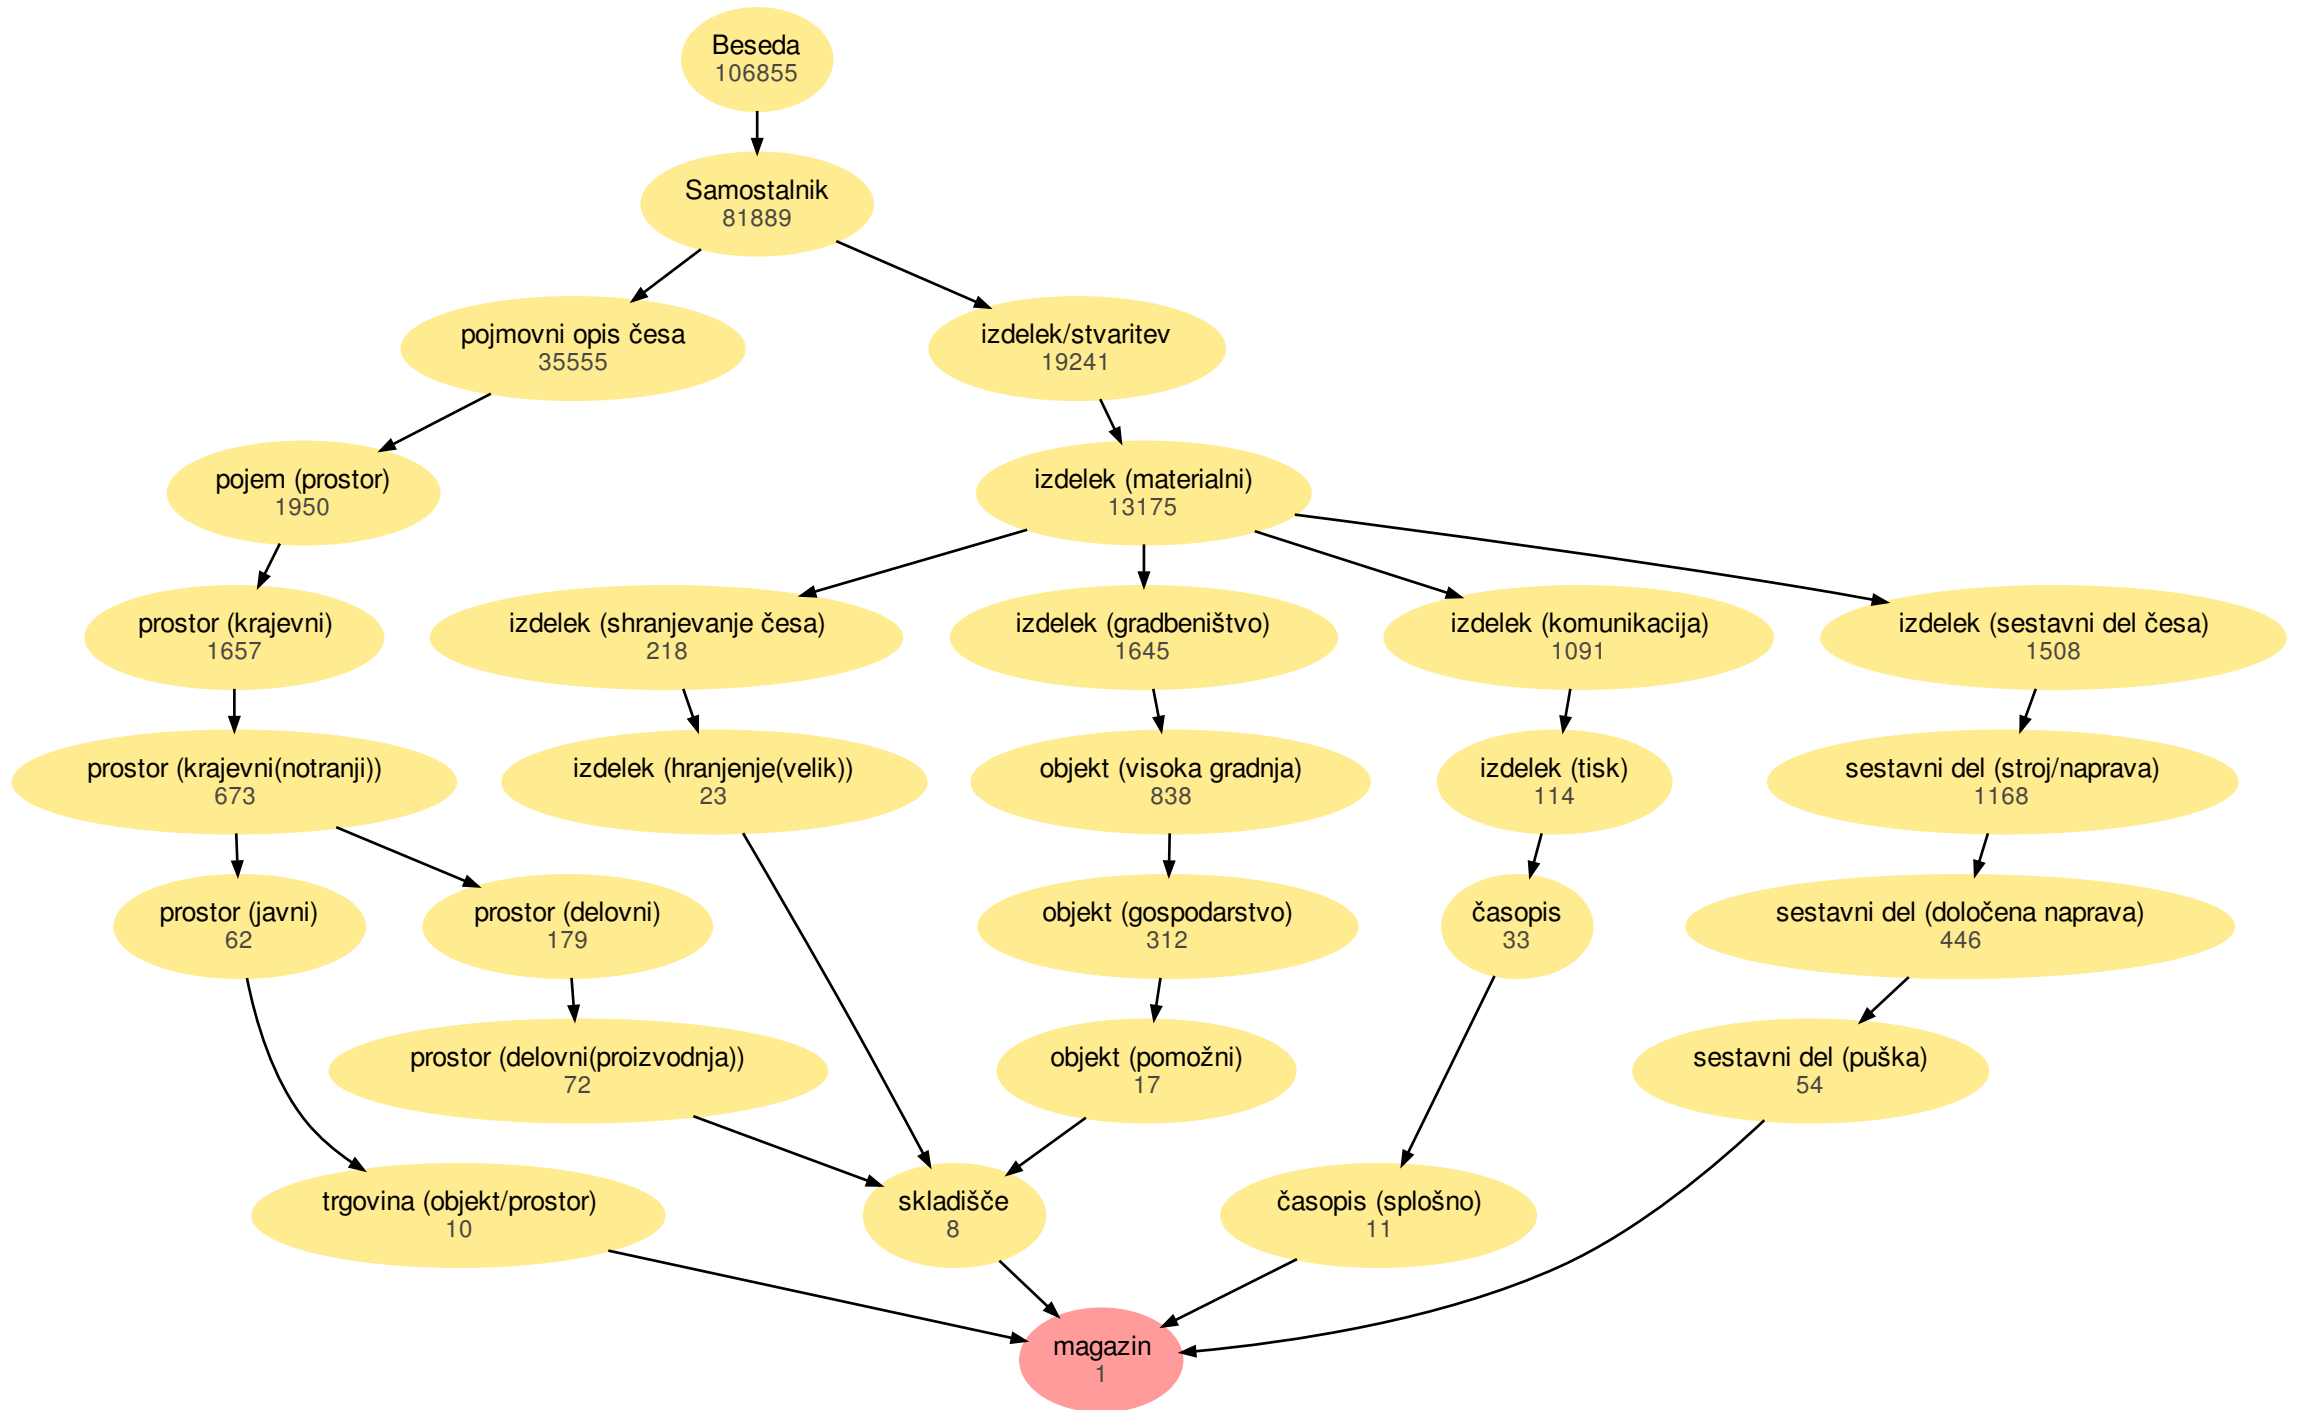 Beseda
106855
Samostalnik
81889
pojmovni opis česa
35555
izdelek/stvaritev
19241
pojem (prostor)
1950
izdelek (materialni)
13175
prostor (krajevni)
1657
izdelek (shranjevanje česa)
218
izdelek (gradbeništvo)
1645
izdelek (komunikacija)
1091
izdelek (sestavni del česa)
1508
prostor (krajevni(notranji))
673
izdelek (hranjenje(velik))
23
objekt (visoka gradnja)
838
izdelek (tisk)
114
sestavni del (stroj/naprava)
1168
prostor (javni)
62
prostor (delovni)
179
objekt (gospodarstvo)
312
časopis
33
sestavni del (določena naprava)
446
prostor (delovni(proizvodnja))
72
objekt (pomožni)
17
sestavni del (puška)
54
trgovina (objekt/prostor)
10
skladišče
8
časopis (splošno)
11
magazin
1